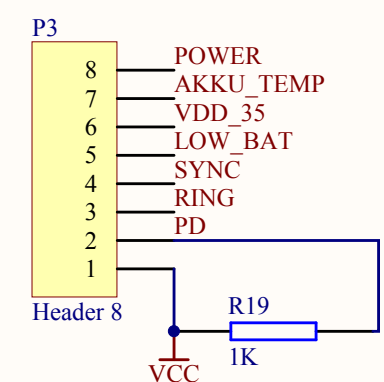 P3
8 POWER
7 AKKU_TEMP
6 VDD_35
5 LOW_BAT
4 SYNC
3 RING
2 PD
1
Header 8
R19
1K
VCC